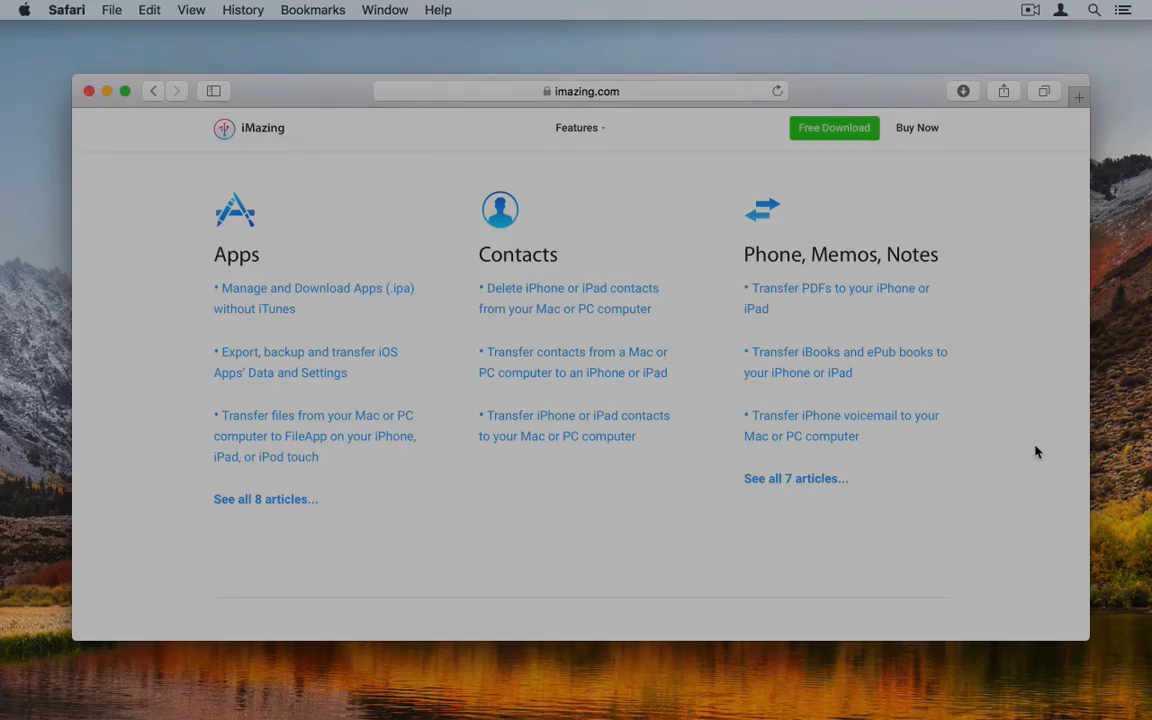 Safari File Edit View History Bookmarks Window Help
imazing.com
iMazing
Features
Free Download
Buy Now
Apps
• Manage and Download Apps (.ipa)
without iTunes
• Export, backup and transfer iOS
Apps' Data and Settings
• Transfer files from your Mac or PC
computer to FileApp on your iPhone,
iPad, or iPod touch
See all 8 articles...
Contacts
• Delete iPhone or iPad contacts
from your Mac or PC computer
• Transfer contacts from a Mac or
PC computer to an iPhone or iPad
• Transfer iPhone or iPad contacts
to your Mac or PC computer
Phone, Memos, Notes
• Transfer PDFs to your iPhone or
iPad
• Transfer iBooks and ePub books to
your iPhone or iPad
• Transfer iPhone voicemail to your
Mac or PC computer
See all 7 articles...